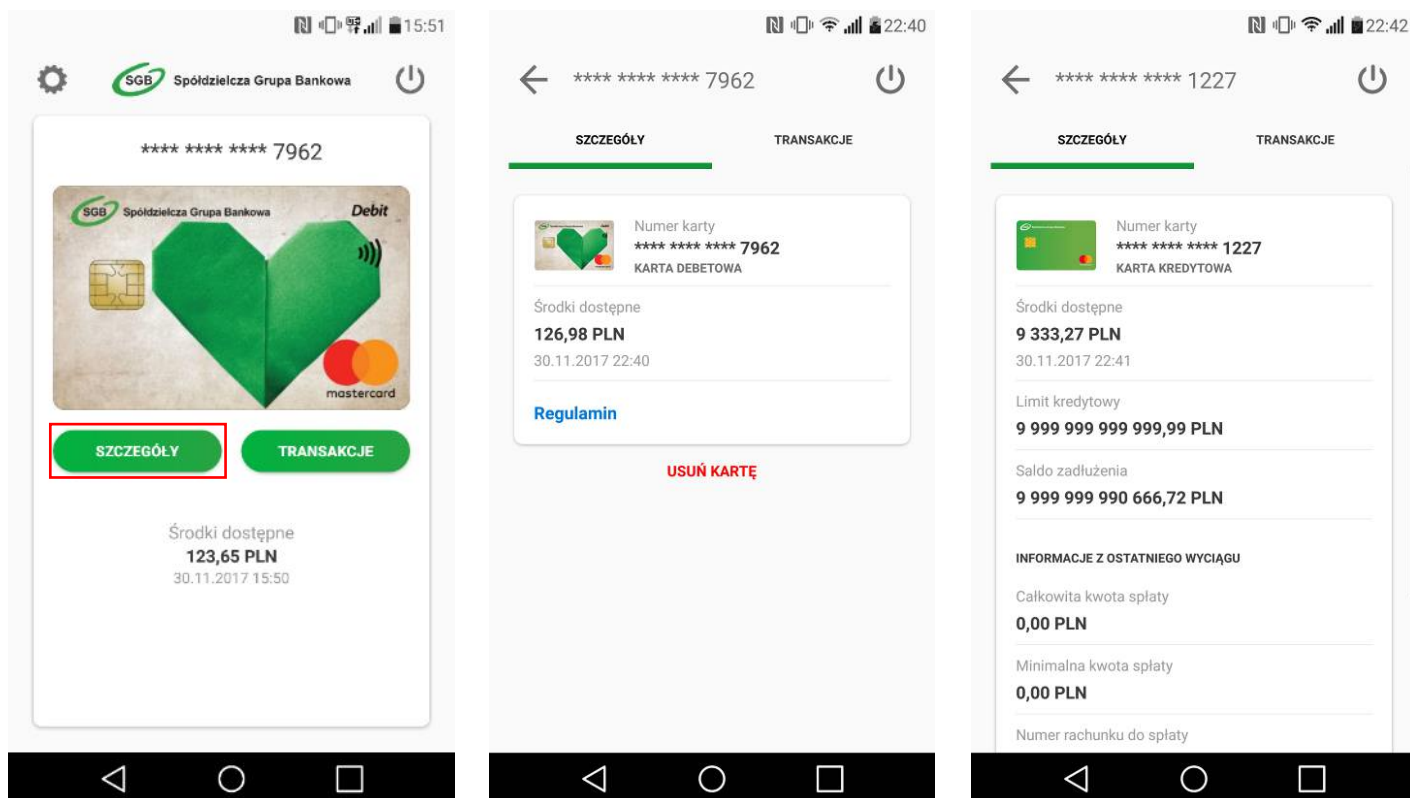 15:51
SGB Spółdzielcza Grupa Bankowa
**** **** **** 7962
SGB Spółdzielcza Grupa Bankowa Debit
mastercard
SZCZEGÓŁY TRANSAKCJE
Środki dostępne
123,65 PLN
30.11.2017 15:50
22:40
**** **** **** 7962
SZCZEGÓŁY TRANSAKCJE
Numer karty
**** **** **** 7962
KARTA DEBETOWA
Środki dostępne
126,98 PLN
30.11.2017 22:40
Regulamin
USUŃ KARTĘ
22:42
**** **** **** 1227
SZCZEGÓŁY TRANSAKCJE
Numer karty
**** **** **** 1227
KARTA KREDYTOWA
Środki dostępne
9 333,27 PLN
30.11.2017 22:41
Limit kredytowy
9 999 999 999 999,99 PLN
Saldo zadłużenia
9 999 999 990 666,72 PLN
INFORMACJE Z OSTATNIEGO WYCIĄGU
Całkowita kwota spłaty
0,00 PLN
Minimalna kwota spłaty
0,00 PLN
Numer rachunku do spłaty